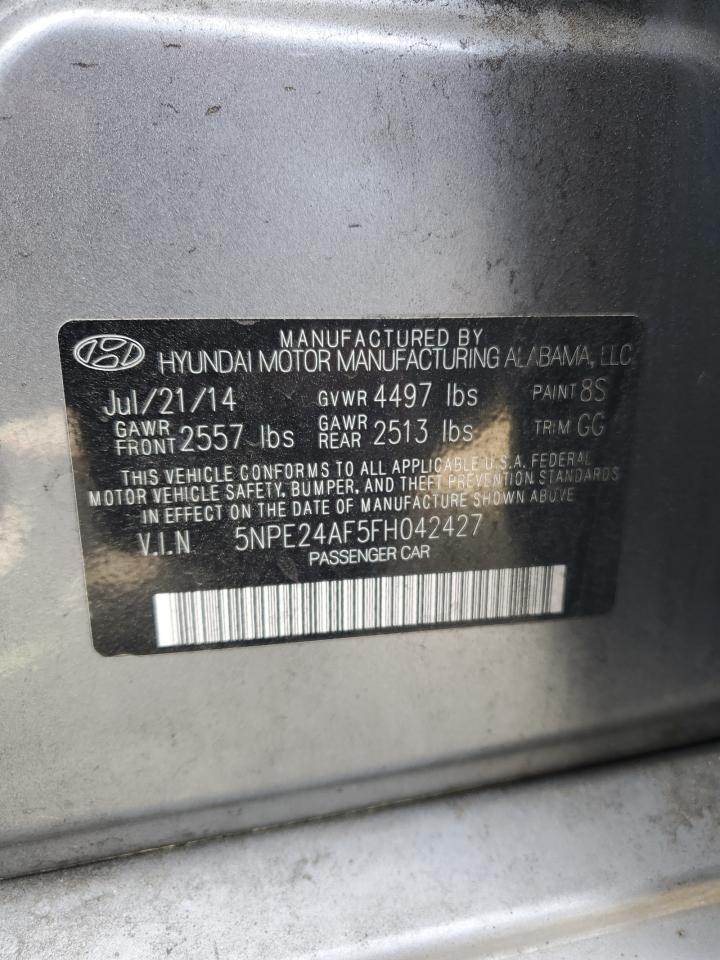 MANUFACTURED BY
HYUNDAI MOTOR MANUFACTURING ALABAMA, LLC
Jul/21/14 GVWR 4497 lbs PAINT 8S
GAWR FRONT 2557 lbs GAWR REAR 2513 lbs TRIM GG
THIS VEHICLE CONFORMS TO ALL APPLICABLE U.S.A. FEDERAL
MOTOR VEHICLE SAFETY, BUMPER, AND THEFT PREVENTION STANDARDS
IN EFFECT ON THE DATE OF MANUFACTURE SHOWN ABOVE
V.I.N 5NPE24AF5FH042427
PASSENGER CAR